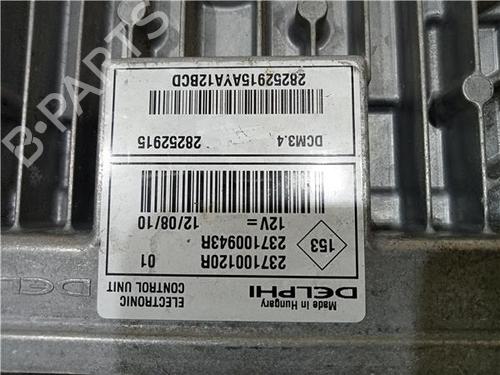 Made in Hungary
DELPHI
ELECTRONIC
CONTROL UNIT
237100120R 01
153 237100943R
12V = 12/08/10
DCM3.4 28252915
28252915AYA12BCD
B-PARTS